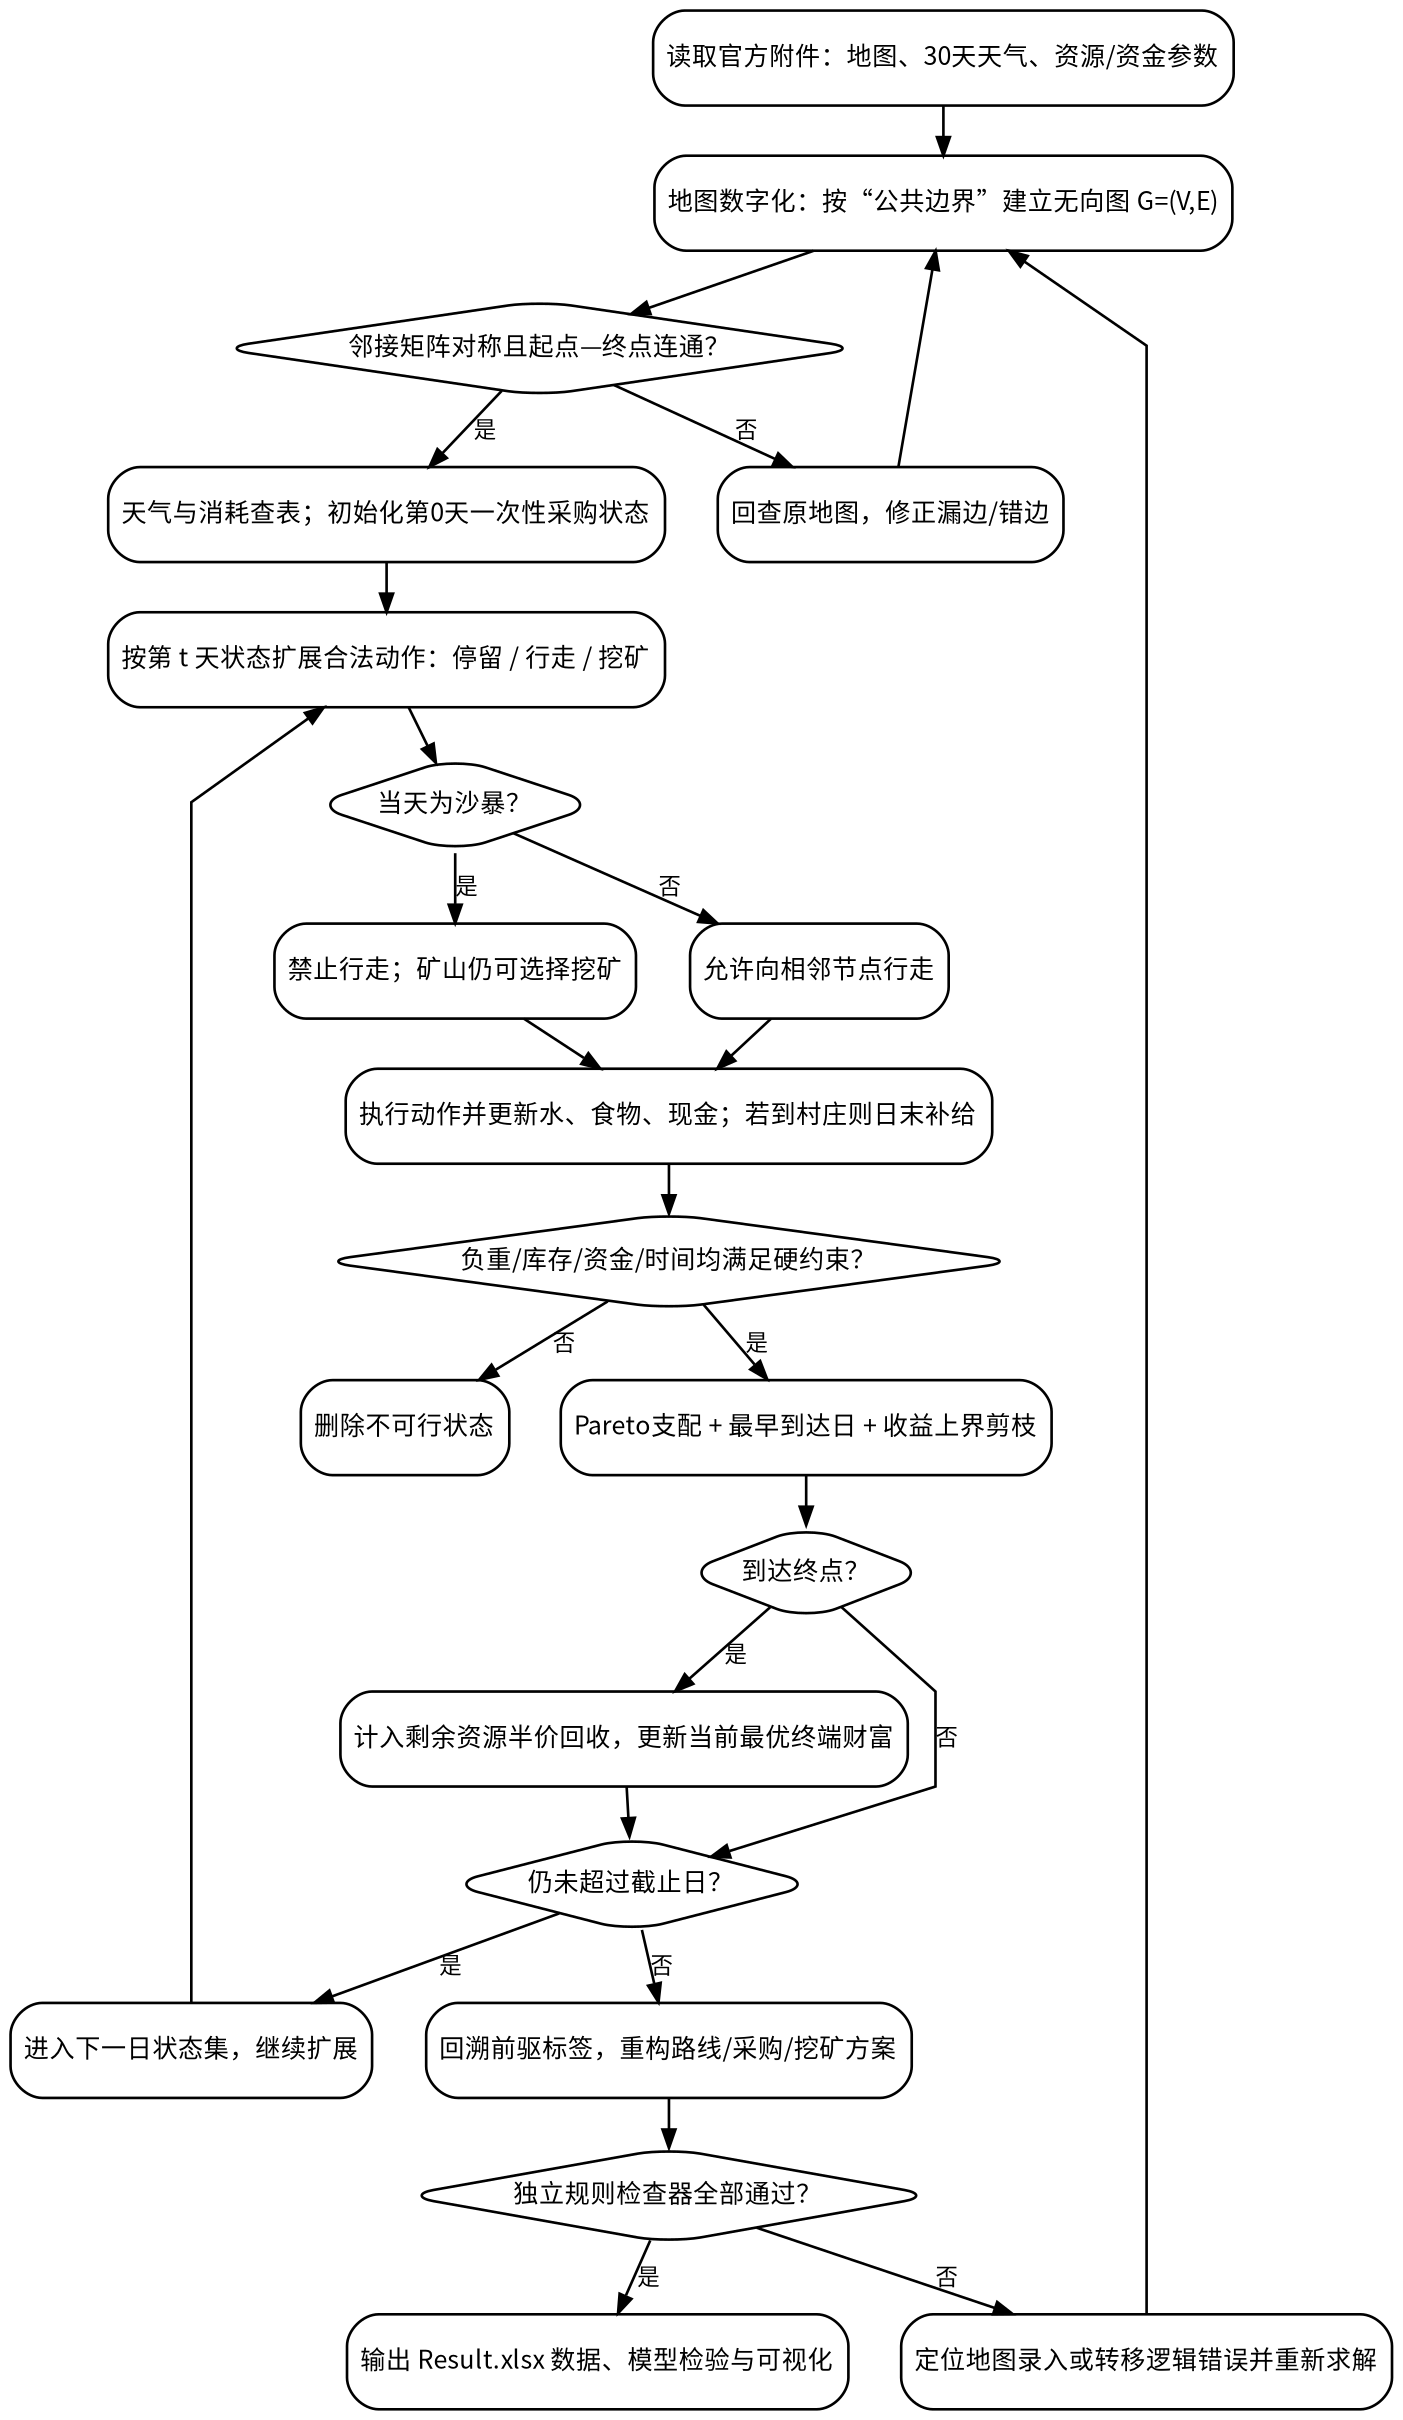 读取官方附件：地图、30天天气、资源/资金参数
地图数字化：按“公共边界”建立无向图 G=(V,E)
邻接矩阵对称且起点—终点连通？
是
否
天气与消耗查表；初始化第0天一次性采购状态
回查原地图，修正漏边/错边
按第 t 天状态扩展合法动作：停留 / 行走 / 挖矿
当天为沙暴？
是
否
禁止行走；矿山仍可选择挖矿
允许向相邻节点行走
执行动作并更新水、食物、现金；若到村庄则日末补给
负重/库存/资金/时间均满足硬约束？
否
是
删除不可行状态
Pareto支配 + 最早到达日 + 收益上界剪枝
到达终点？
是
计入剩余资源半价回收，更新当前最优终端财富
否
仍未超过截止日？
是
否
进入下一日状态集，继续扩展
回溯前驱标签，重构路线/采购/挖矿方案
独立规则检查器全部通过？
是
否
输出 Result.xlsx 数据、模型检验与可视化
定位地图录入或转移逻辑错误并重新求解